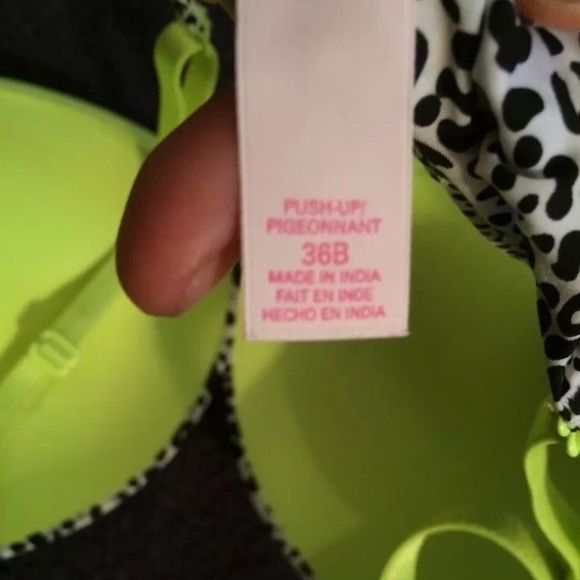 PUSH-UP/
PIGEONNANT
36B
MADE IN INDIA
FAIT EN INDE
HECHO EN INDIA